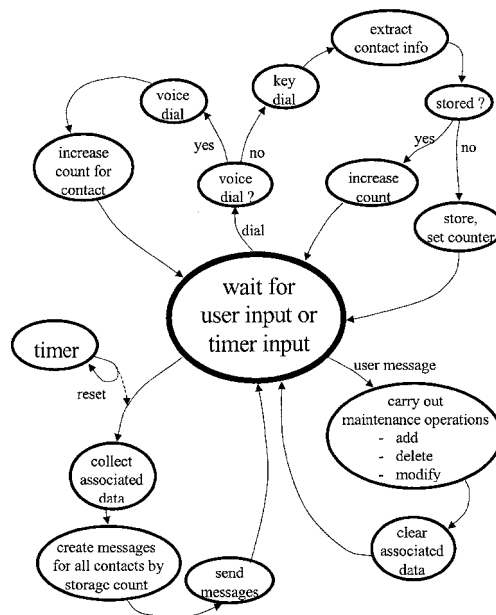 extract
contact info
key
dial
voice
dial
stored ?
yes
no
yes
no
increase
count for
contact
voice
dial ?
increase
count
store,
set counter
dial
wait for
user input or
timer input
timer
reset
user message
carry out
maintenance operations
- add
- delete
- modify
collect
associated
data
clear
associated
data
create messages
for all contacts by
storage count
send
messages